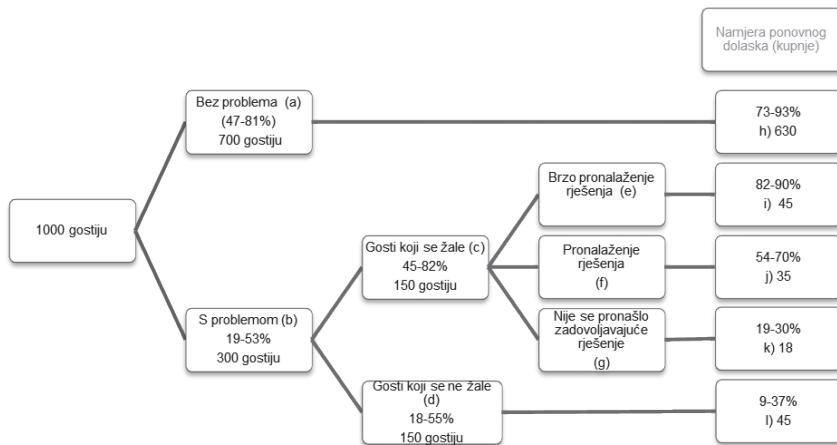 Namjera ponovnog
dolaska (kupnje)
Bez problema (a)
(47-81%)
700 gostiju
73-93%
h) 630
1000 gostiju
Brzo pronalaženje
rješenja (e)
82-90%
i) 45
Gosti koji se žale (c)
45-82%
150 gostiju
Pronalaženje
rješenja
(f)
54-70%
j) 35
S problemom (b)
19-53%
300 gostiju
Nije se pronašlo
zadovoljavajuće
rješenje
(g)
19-30%
k) 18
Gosti koji se ne žale
(d)
18-55%
150 gostiju
9-37%
l) 45